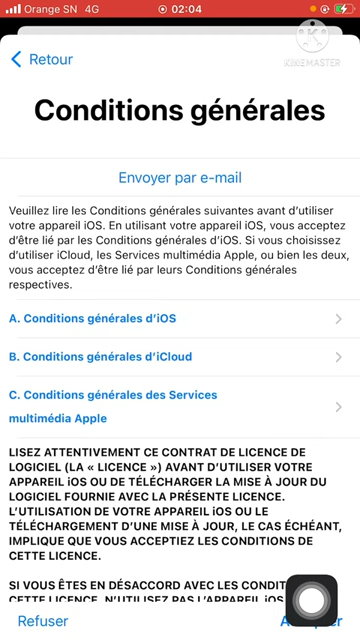 Orange SN 4G 02:04
KINEMASTER
Retour
Conditions générales
Envoyer par e-mail
Veuillez lire les Conditions générales suivantes avant d’utiliser
votre appareil iOS. En utilisant votre appareil iOS, vous acceptez
d’être lié par les Conditions générales d’iOS. Si vous choisissez
d’utiliser iCloud, les Services multimédia Apple, ou bien les deux,
vous acceptez d’être lié par leurs Conditions générales
respectives.
A. Conditions générales d’iOS
B. Conditions générales d’iCloud
C. Conditions générales des Services
multimédia Apple
LISEZ ATTENTIVEMENT CE CONTRAT DE LICENCE DE
LOGICIEL (LA « LICENCE ») AVANT D’UTILISER VOTRE
APPAREIL iOS OU DE TÉLÉCHARGER LA MISE À JOUR DU
LOGICIEL FOURNIE AVEC LA PRÉSENTE LICENCE.
L’UTILISATION DE VOTRE APPAREIL iOS OU LE
TÉLÉCHARGEMENT D’UNE MISE À JOUR, LE CAS ÉCHÉANT,
IMPLIQUE QUE VOUS ACCEPTIEZ LES CONDITIONS DE
CETTE LICENCE.
SI VOUS ÊTES EN DÉSACCORD AVEC LES
CETTE LICENCE, N’UTILISEZ PAS L’APPAREIL iOS
Refuser